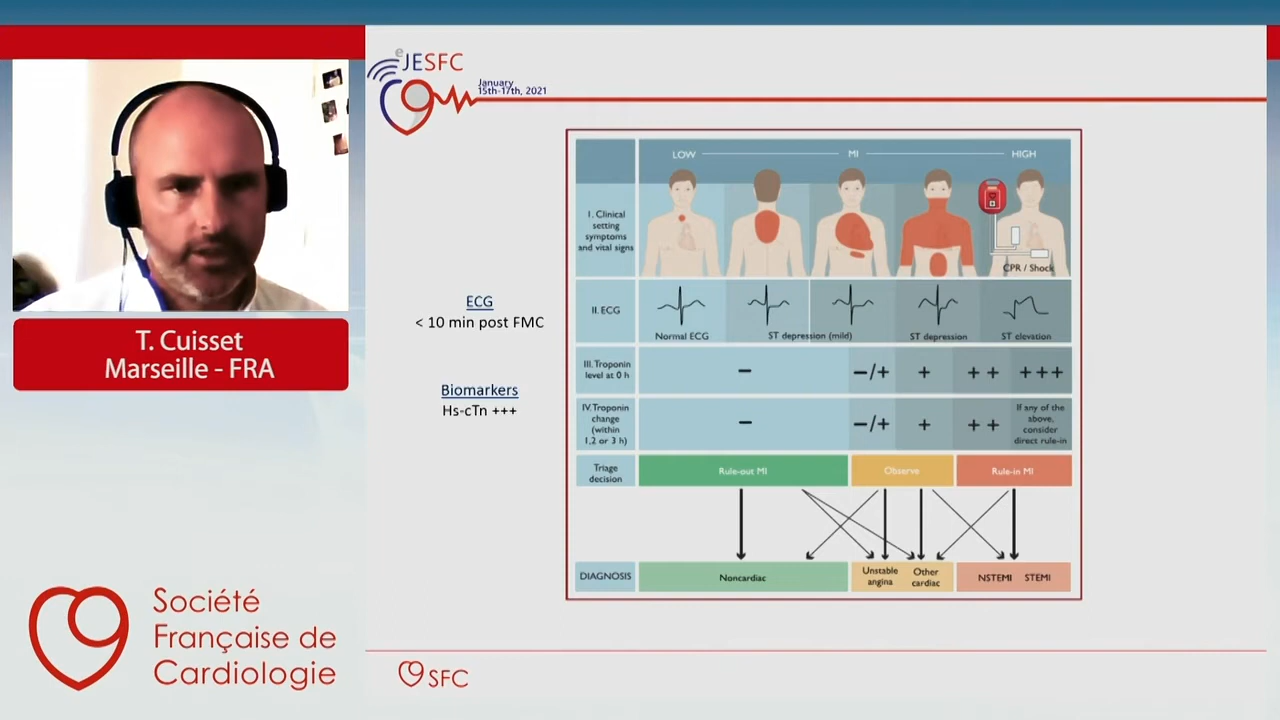 eJESFC
January
15th-17th, 2021
T. Cuisset
Marseille - FRA
Société
Française de
Cardiologie
ECG
< 10 min post FMC
Biomarkers
Hs-cTn +++
LOW MI HIGH
I. Clinical
setting
symptoms
and vital signs
CPR / Shock
II. ECG
Normal ECG ST depression (mild) ST depression ST elevation
III. Troponin
level at 0 h
− −/+ + + + + + +
IV. Troponin
change
(within
1,2 or 3 h)
− −/+ + + +
If any of the
above,
consider
direct rule-in
Triage
decision
Rule-out MI Observe Rule-in MI
DIAGNOSIS
Noncardiac
Unstable
angina
Other
cardiac
NSTEMI STEMI
SFC